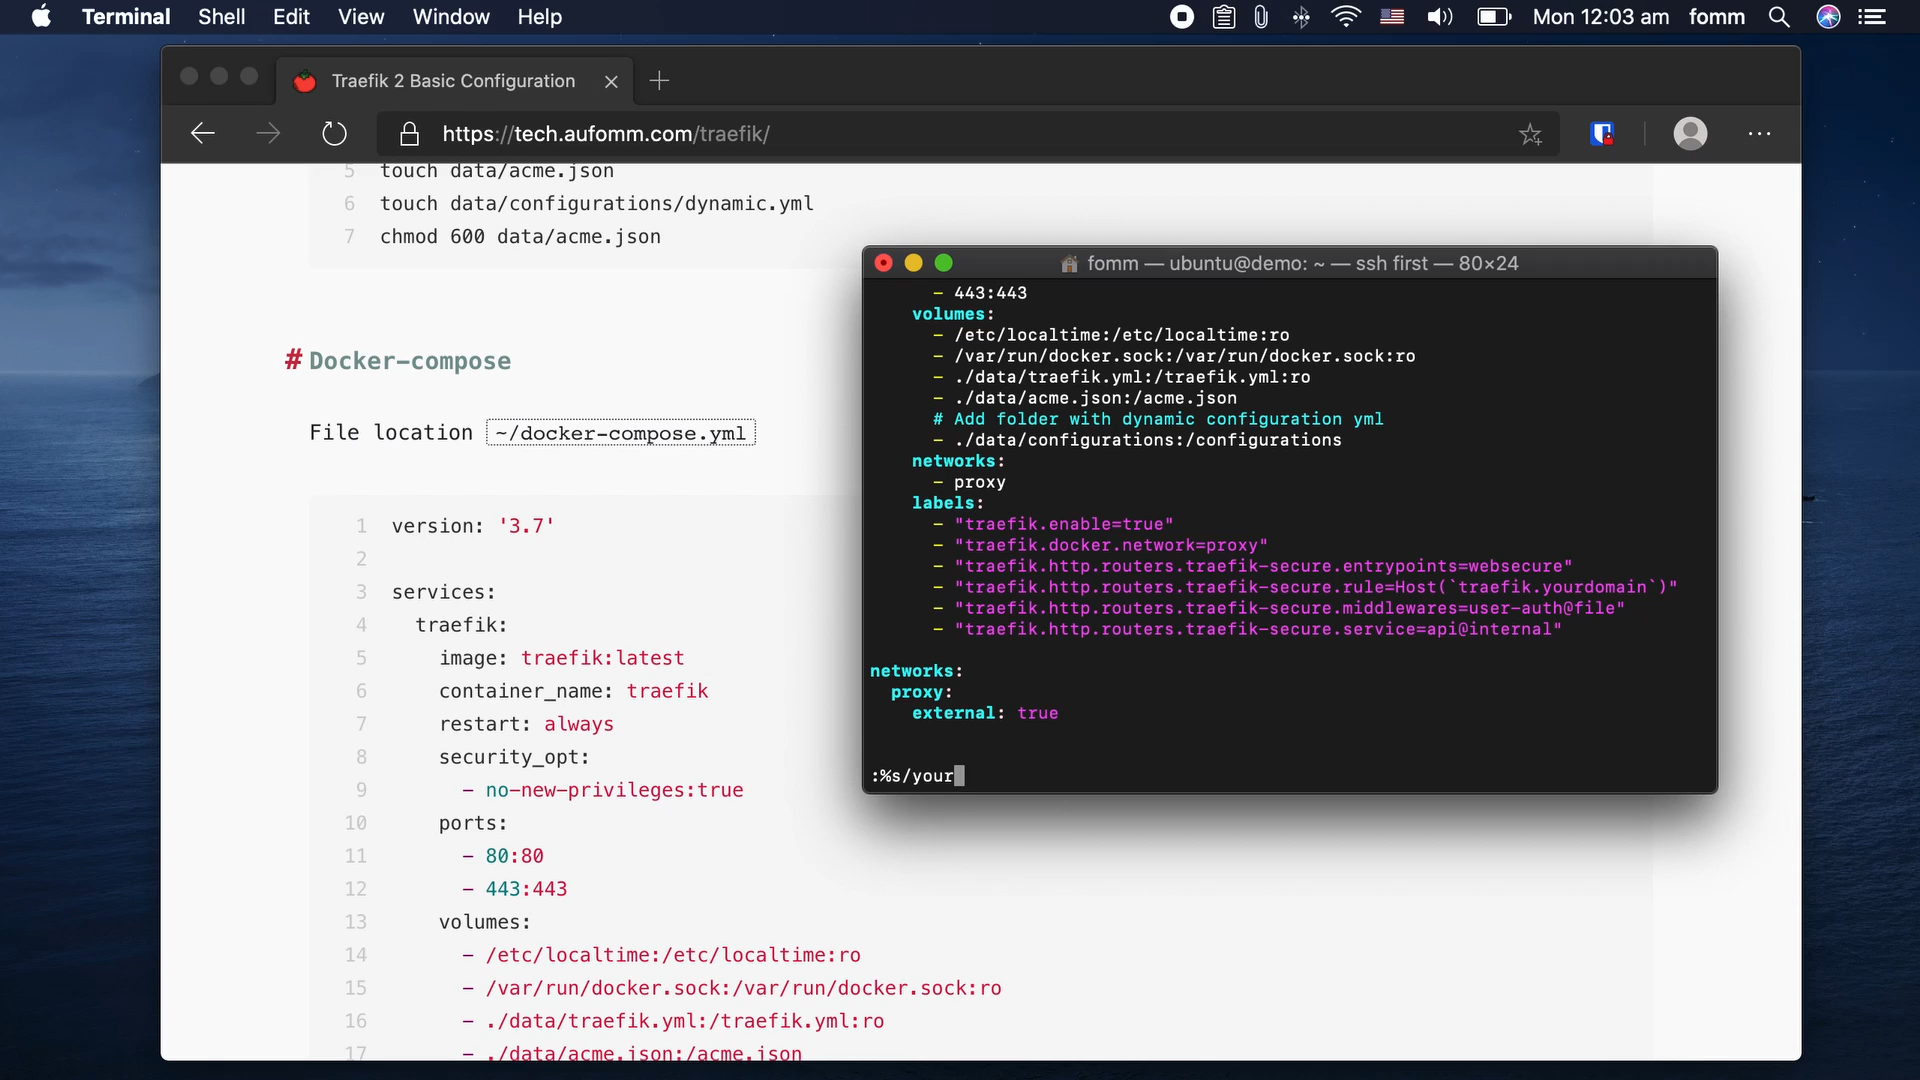 Terminal Shell Edit View Window Help Mon 12:03 am fomm
Traefik 2 Basic Configuration
https://tech.aufomm.com/traefik/
5 touch data/acme.json
6 touch data/configurations/dynamic.yml
7 chmod 600 data/acme.json
# Docker-compose
File location ~/docker-compose.yml
1 version: '3.7'
2
3 services:
4 traefik:
5 image: traefik:latest
6 container_name: traefik
7 restart: always
8 security_opt:
9 - no-new-privileges:true
10 ports:
11 - 80:80
12 - 443:443
13 volumes:
14 - /etc/localtime:/etc/localtime:ro
15 - /var/run/docker.sock:/var/run/docker.sock:ro
16 - ./data/traefik.yml:/traefik.yml:ro
17 - ./data/acme.json:/acme.json
fomm — ubuntu@demo: ~ — ssh first — 80×24
- 443:443
volumes:
- /etc/localtime:/etc/localtime:ro
- /var/run/docker.sock:/var/run/docker.sock:ro
- ./data/traefik.yml:/traefik.yml:ro
- ./data/acme.json:/acme.json
# Add folder with dynamic configuration yml
- ./data/configurations:/configurations
networks:
- proxy
labels:
- "traefik.enable=true"
- "traefik.docker.network=proxy"
- "traefik.http.routers.traefik-secure.entrypoints=websecure"
- "traefik.http.routers.traefik-secure.rule=Host(`traefik.yourdomain`)"
- "traefik.http.routers.traefik-secure.middlewares=user-auth@file"
- "traefik.http.routers.traefik-secure.service=api@internal"
networks:
proxy:
external: true
:%s/your